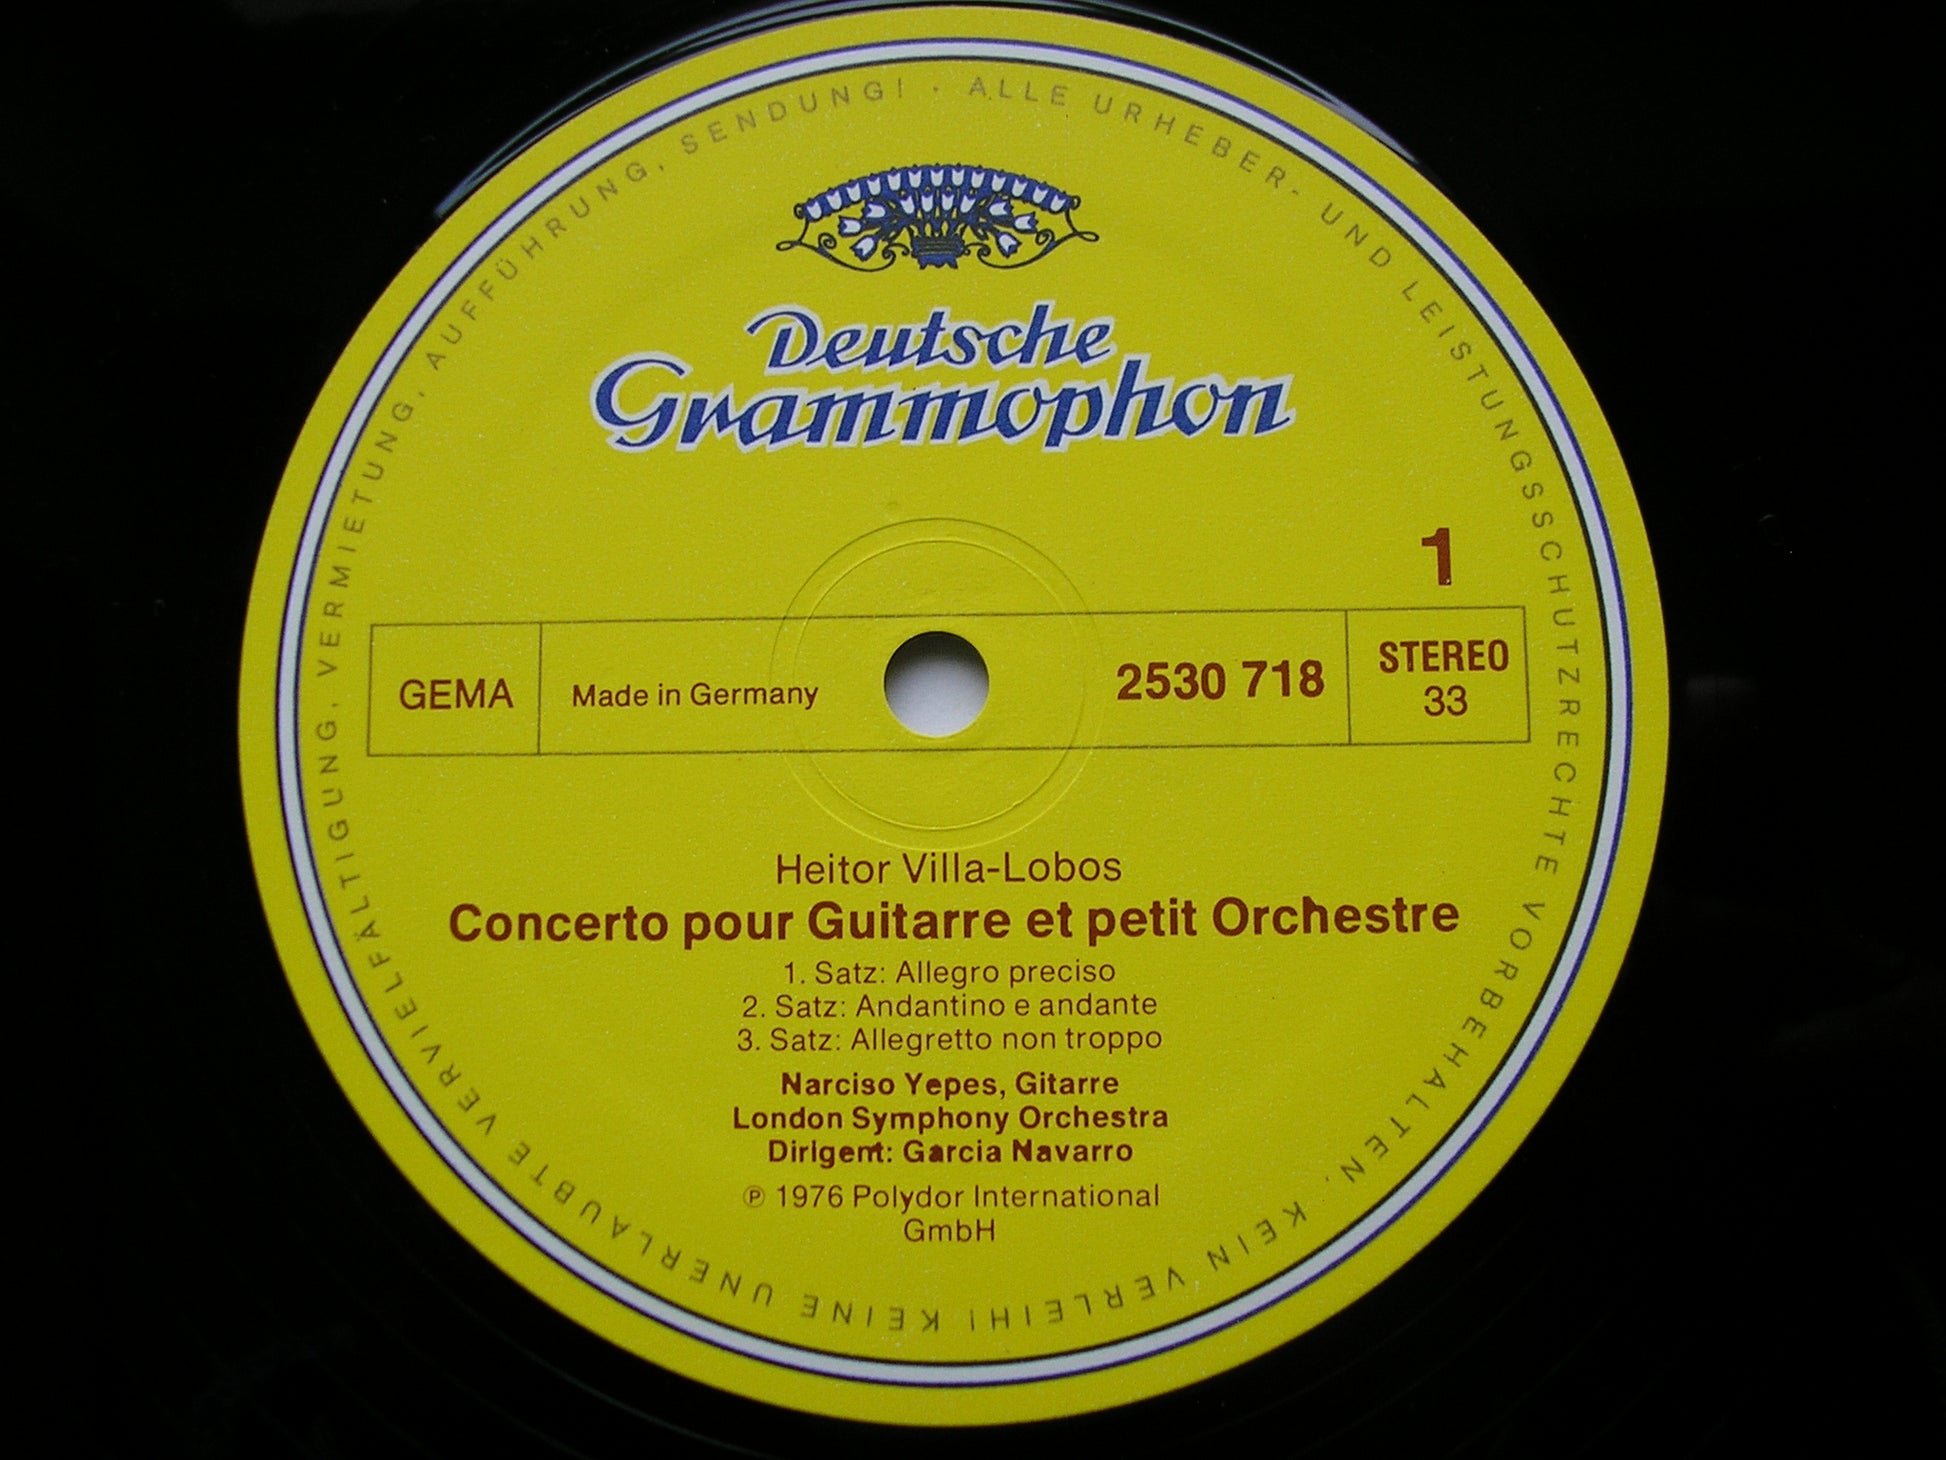 ALLE URHEBER- UND LEISTUNGSSCHUTZRECHTE VORBEHALTEN. KEIN VERLEIH! KEINE UNERLAUBTE VERVIELFÄLTIGUNG, VERMIETUNG, AUFFÜHRUNG, SENDUNG! ·
Deutsche
Grammophon
1
GEMA
Made in Germany
2530 718
STEREO
33
Heitor Villa-Lobos
Concerto pour Guitarre et petit Orchestre
1. Satz: Allegro preciso
2. Satz: Andantino e andante
3. Satz: Allegretto non troppo
Narciso Yepes, Gitarre
London Symphony Orchestra
Dirigent: Garcia Navarro
℗ 1976 Polydor International
GmbH